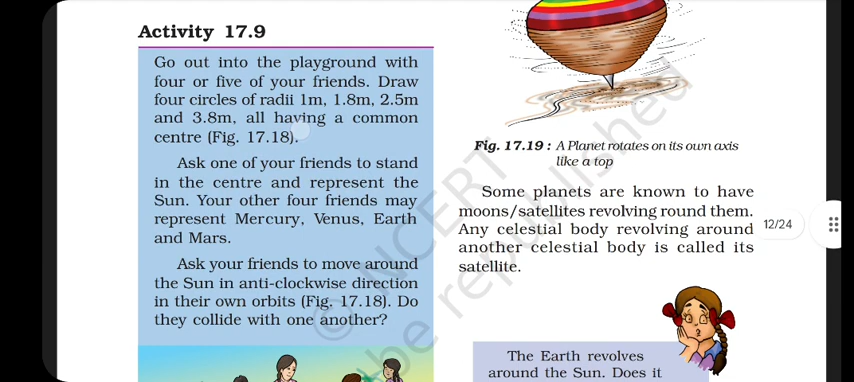 Activity 17.9
Go out into the playground with
four or five of your friends. Draw
four circles of radii 1m, 1.8m, 2.5m
and 3.8m, all having a common
centre (Fig. 17.18).
Ask one of your friends to stand
in the centre and represent the
Sun. Your other four friends may
represent Mercury, Venus, Earth
and Mars.
Ask your friends to move around
the Sun in anti-clockwise direction
in their own orbits (Fig. 17.18). Do
they collide with one another?
Fig. 17.19 : A Planet rotates on its own axis
like a top
Some planets are known to have
moons/satellites revolving round them.
Any celestial body revolving around
another celestial body is called its
satellite.
The Earth revolves
around the Sun. Does it
12/24
© NCERT
be republished